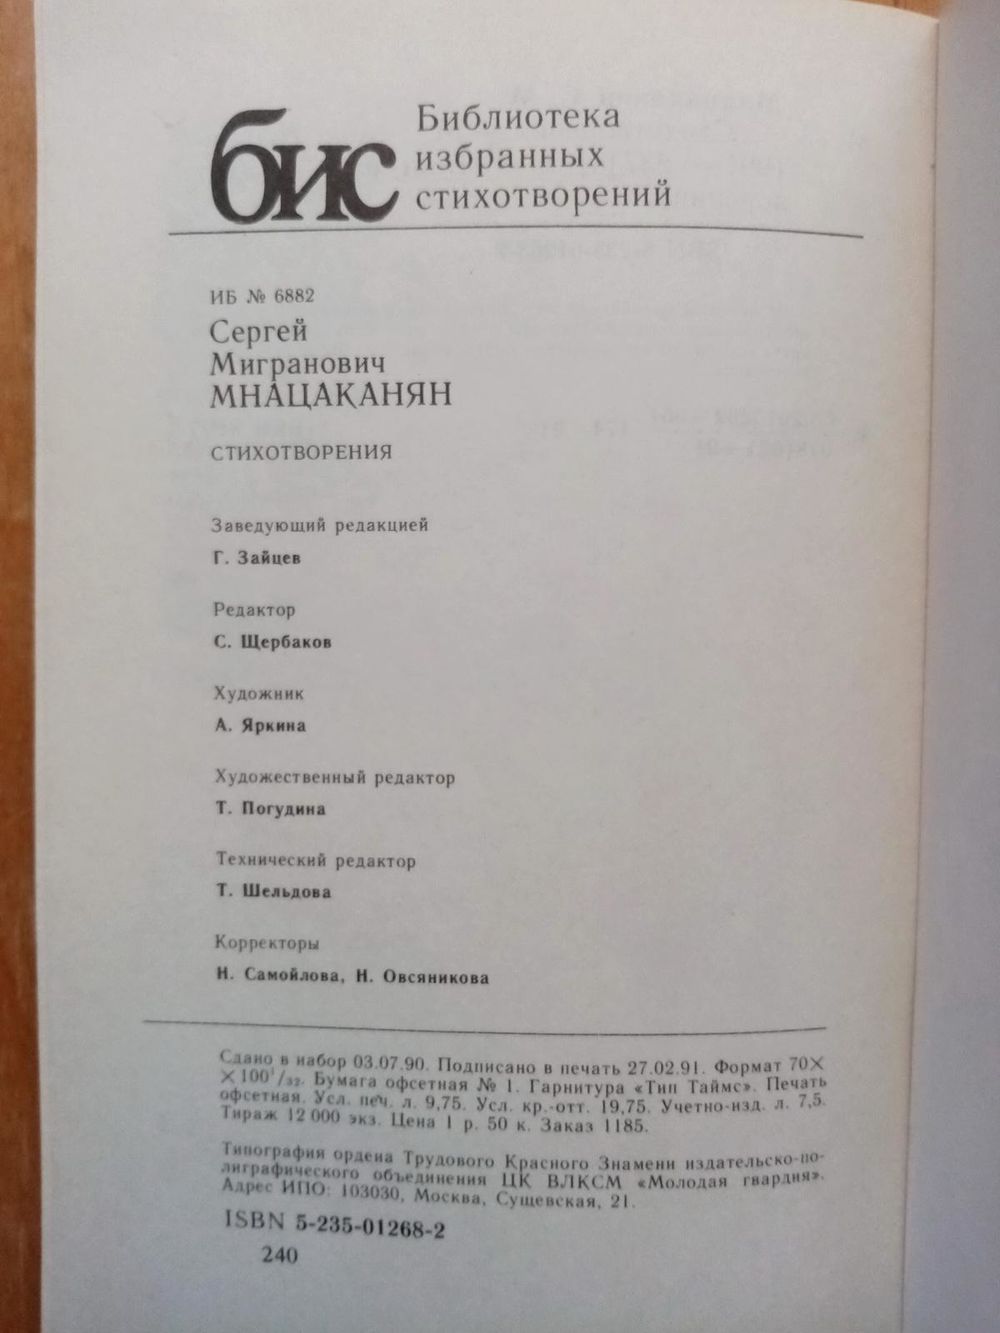 бис
Библиотека
избранных
стихотворений
ИБ № 6882
Сергей
Мигранович
МНАЦАКАНЯН
СТИХОТВОРЕНИЯ
Заведующий редакцией
Г. Зайцев
Редактор
С. Щербаков
Художник
А. Яркина
Художественный редактор
Т. Погудина
Технический редактор
Т. Шельдова
Корректоры
Н. Самойлова, Н. Овсяникова
Сдано в набор 03.07.90. Подписано в печать 27.02.91. Формат 70×
×100¹/₃₂. Бумага офсетная № 1. Гарнитура «Тип Таймс». Печать
офсетная. Усл. печ. л. 9,75. Усл. кр.-отт. 19,75. Учетно-изд. л. 7,5.
Тираж 12 000 экз. Цена 1 р. 50 к. Заказ 1185.
Типография ордена Трудового Красного Знамени издательско-по-
лиграфического объединения ЦК ВЛКСМ «Молодая гвардия».
Адрес ИПО: 103030, Москва, Сущевская, 21.
ISBN 5-235-01268-2
240